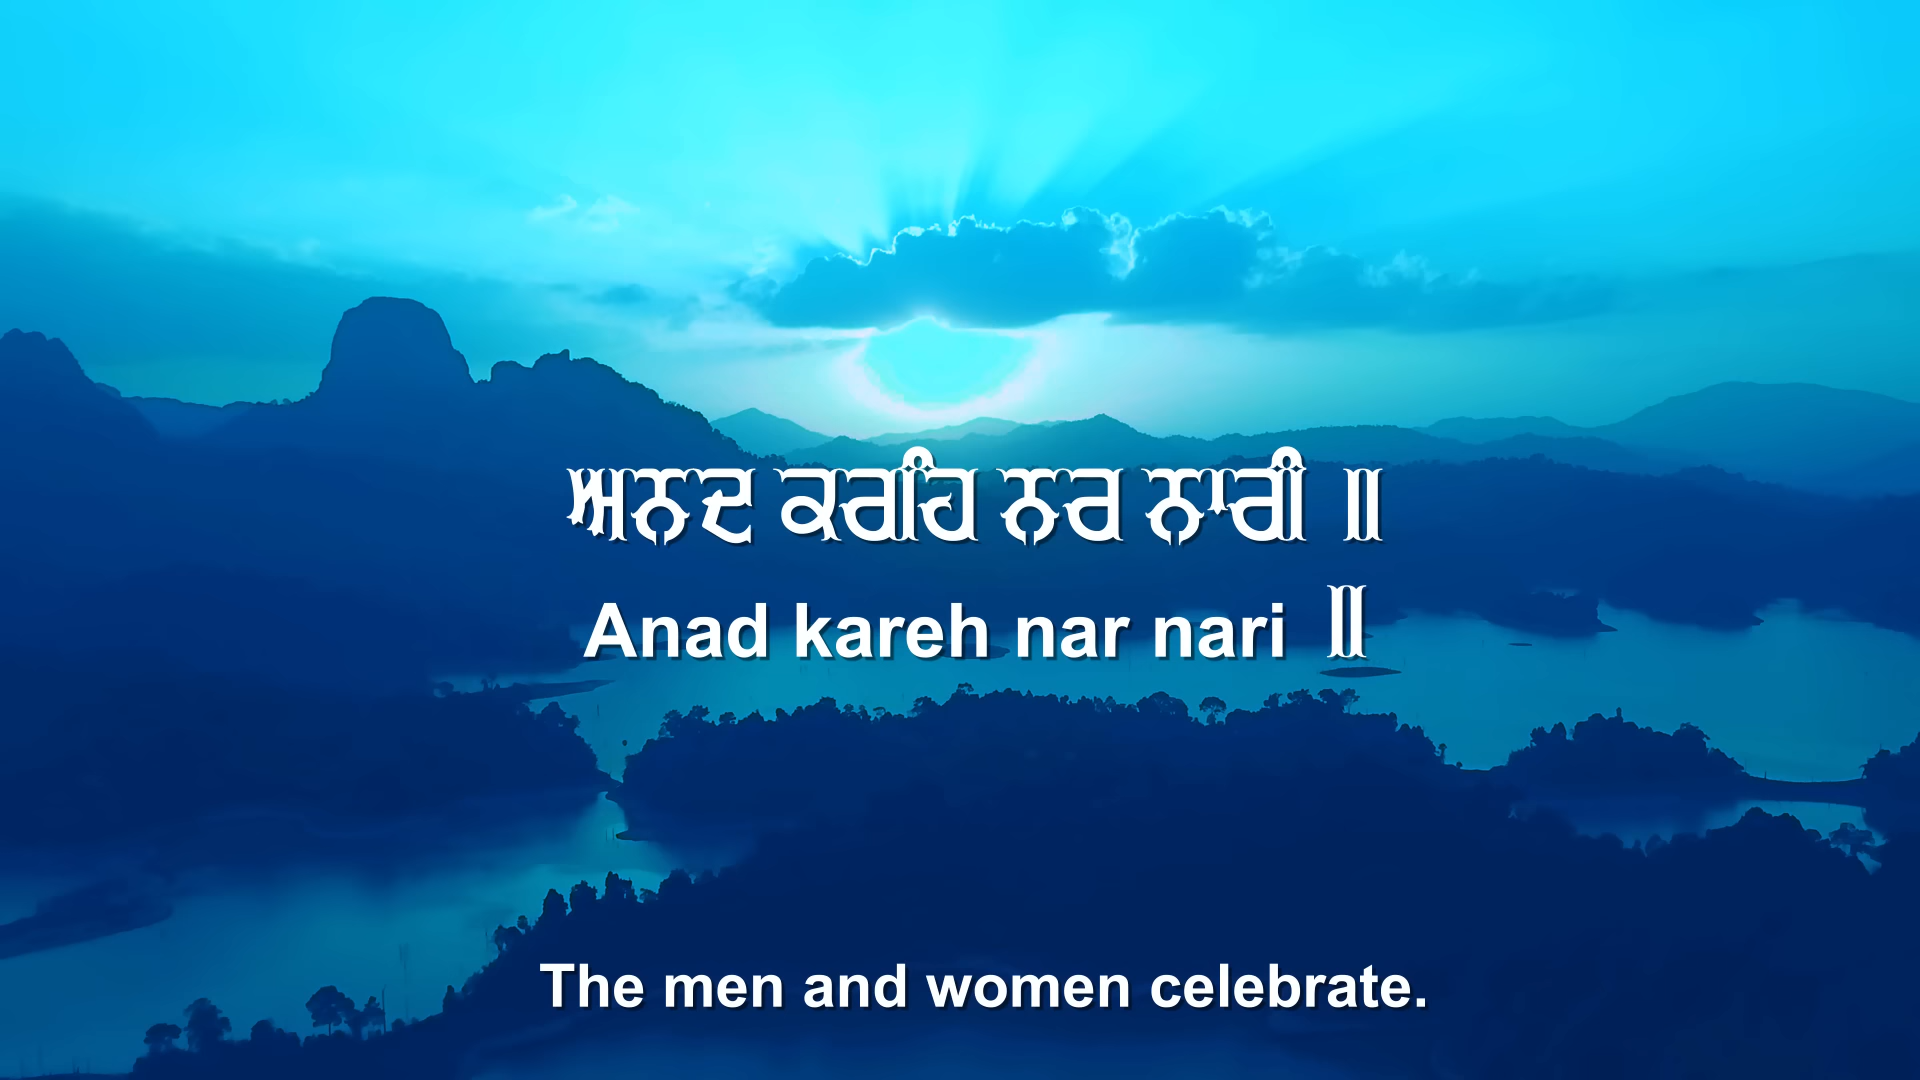 ਅਨਦ ਕਰਹਿ ਨਰ ਨਾਰੀ ॥
Anad kareh nar nari ॥
The men and women celebrate.